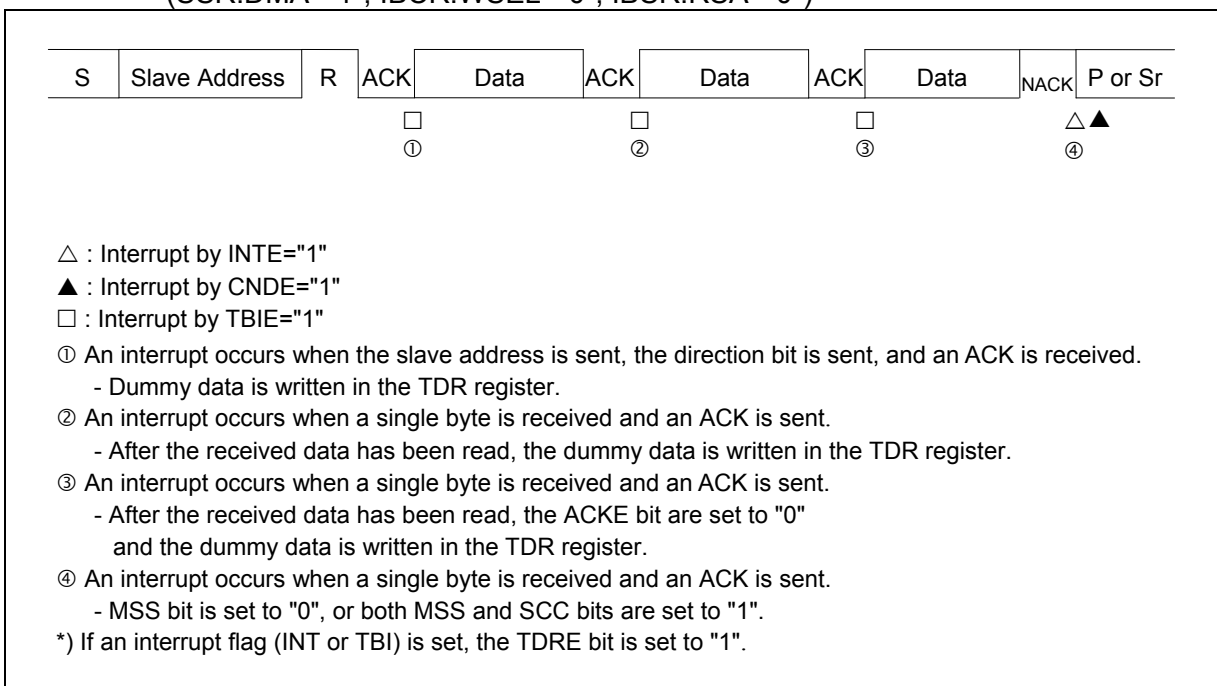 S Slave Address R ACK Data ACK Data ACK Data NACK P or Sr
□ □ □ △ ▲
① ② ③ ④
△ : Interrupt by INTE="1"
▲ : Interrupt by CNDE="1"
□ : Interrupt by TBIE="1"
① An interrupt occurs when the slave address is sent, the direction bit is sent, and an ACK is received.
- Dummy data is written in the TDR register.
② An interrupt occurs when a single byte is received and an ACK is sent.
- After the received data has been read, the dummy data is written in the TDR register.
③ An interrupt occurs when a single byte is received and an ACK is sent.
- After the received data has been read, the ACKE bit are set to "0"
and the dummy data is written in the TDR register.
④ An interrupt occurs when a single byte is received and an ACK is sent.
- MSS bit is set to "0", or both MSS and SCC bits are set to "1".
*) If an interrupt flag (INT or TBI) is set, the TDRE bit is set to "1".